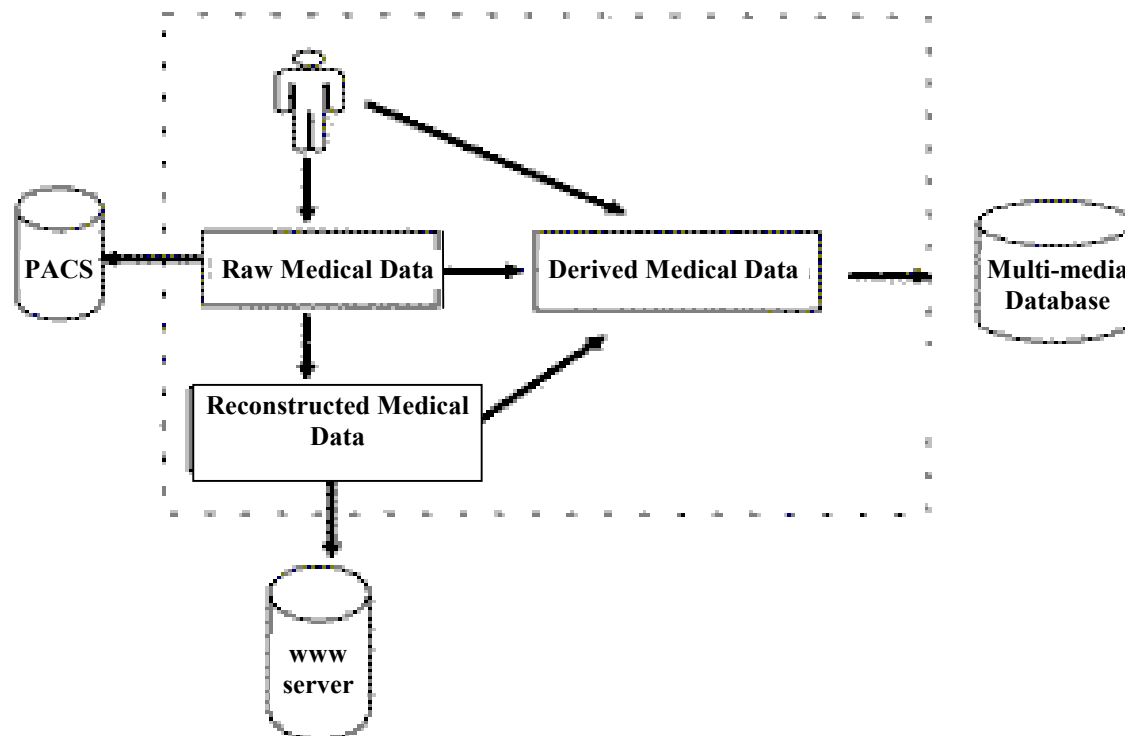 PACS
Raw Medical Data
Derived Medical Data
Multi-media
Database
Reconstructed Medical
Data
www
server